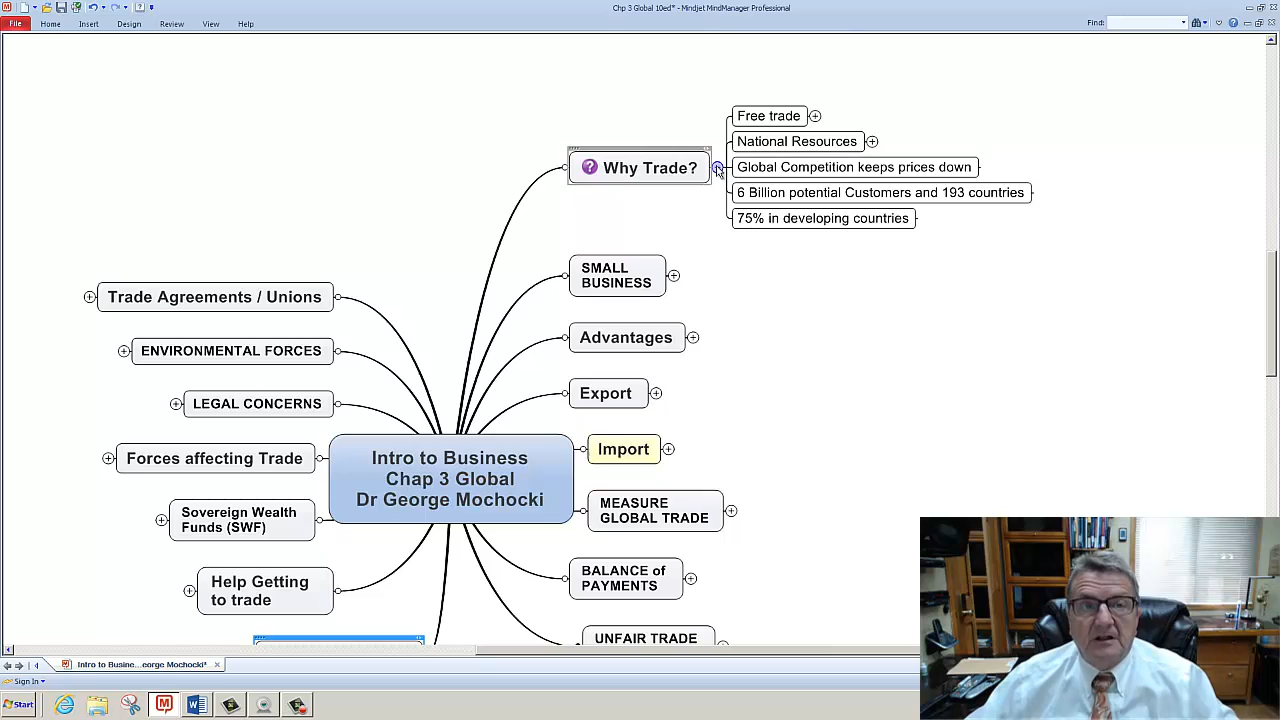 Chp 3 Global 10ed* - Mindjet MindManager Professional
File
Home
Insert
Design
Review
View
Help
Find:
Why Trade?
Free trade
National Resources
Global Competition keeps prices down
6 Billion potential Customers and 193 countries
75% in developing countries
SMALL
BUSINESS
Advantages
Export
Import
MEASURE
GLOBAL TRADE
BALANCE of
PAYMENTS
UNFAIR TRADE
Trade Agreements / Unions
ENVIRONMENTAL FORCES
LEGAL CONCERNS
Forces affecting Trade
Sovereign Wealth
Funds (SWF)
Help Getting
to trade
Intro to Business
Chap 3 Global
Dr George Mochocki
Intro to Busine...eorge Mochocki*
Sign In
Start